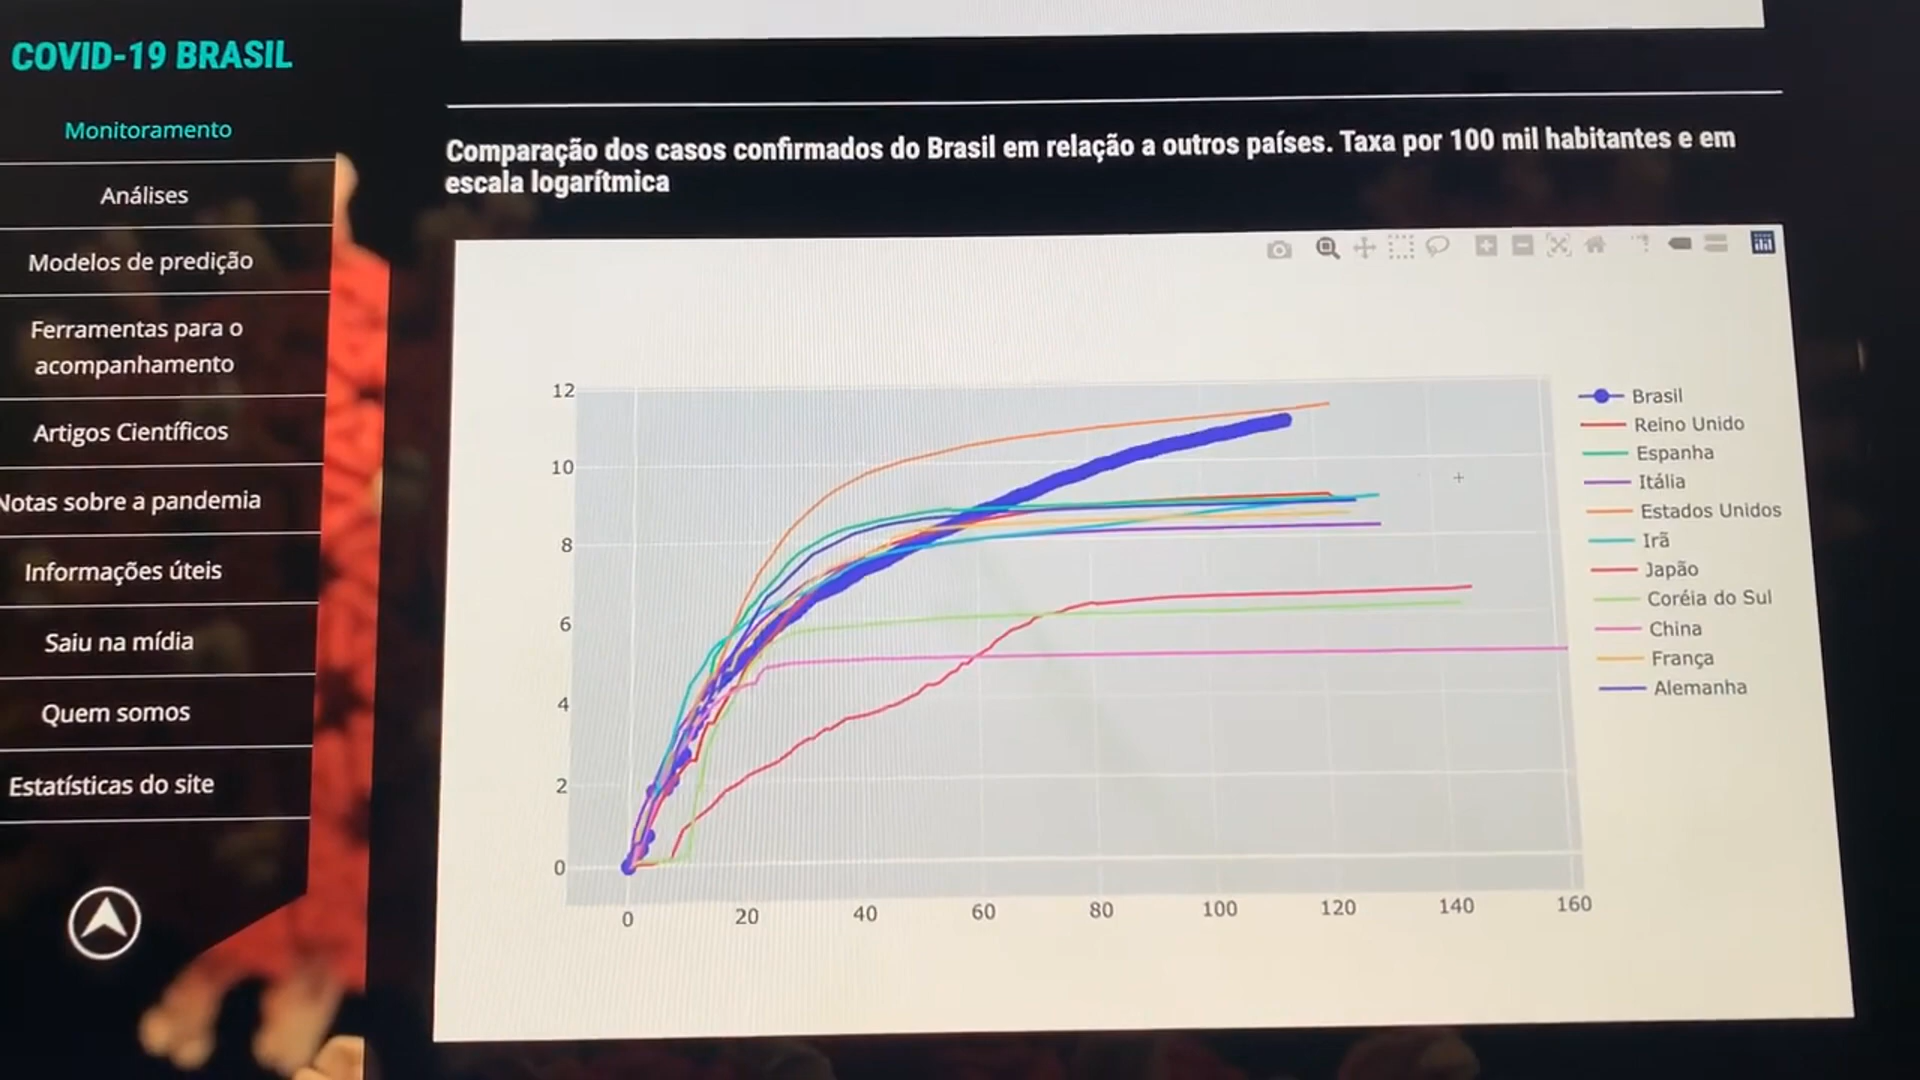 COVID-19 BRASIL
Monitoramento
Análises
Modelos de predição
Ferramentas para o
acompanhamento
Artigos Científicos
Notas sobre a pandemia
Informações úteis
Saiu na mídia
Quem somos
Estatísticas do site
Comparação dos casos confirmados do Brasil em relação a outros países. Taxa por 100 mil habitantes e em
escala logarítmica
12
10
8
6
4
2
0
0 20 40 60 80 100 120 140 160
Brasil
Reino Unido
Espanha
Itália
Estados Unidos
Irã
Japão
Coréia do Sul
China
França
Alemanha